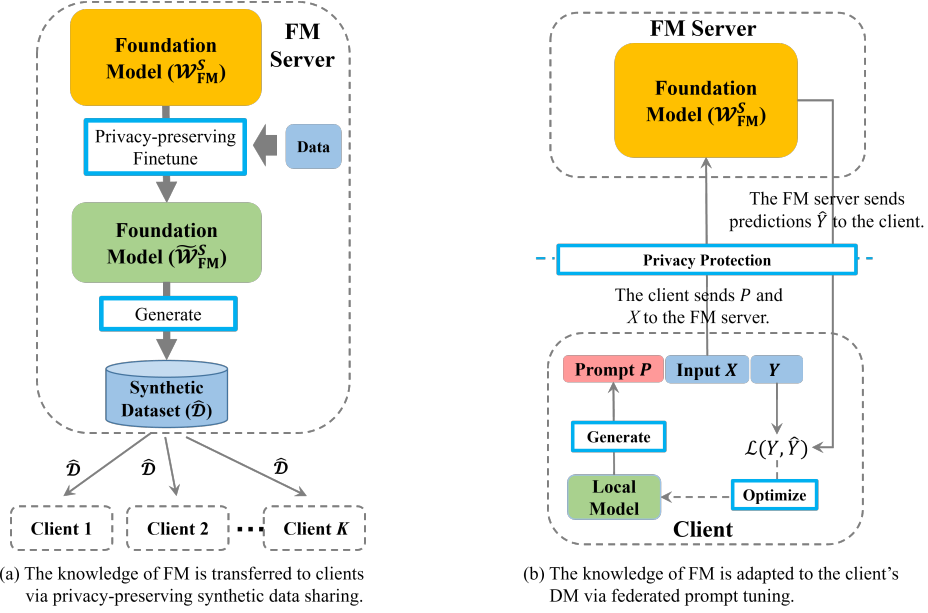 FM
Server
Foundation
Model (𝓦ˢ_FM)
Privacy-preserving
Finetune
Data
Foundation
Model (𝓦̃ˢ_FM)
Generate
Synthetic
Dataset (𝓓̂)
𝓓̂
𝓓̂
𝓓̂
Client 1
Client 2
Client K
(a) The knowledge of FM is transferred to clients
via privacy-preserving synthetic data sharing.
FM Server
Foundation
Model (𝓦ˢ_FM)
The FM server sends
predictions Ŷ to the client.
Privacy Protection
The client sends P and
X to the FM server.
Prompt P
Input X
Y
Generate
ℒ(Y, Ŷ)
Local
Model
Optimize
Client
(b) The knowledge of FM is adapted to the client's
DM via federated prompt tuning.